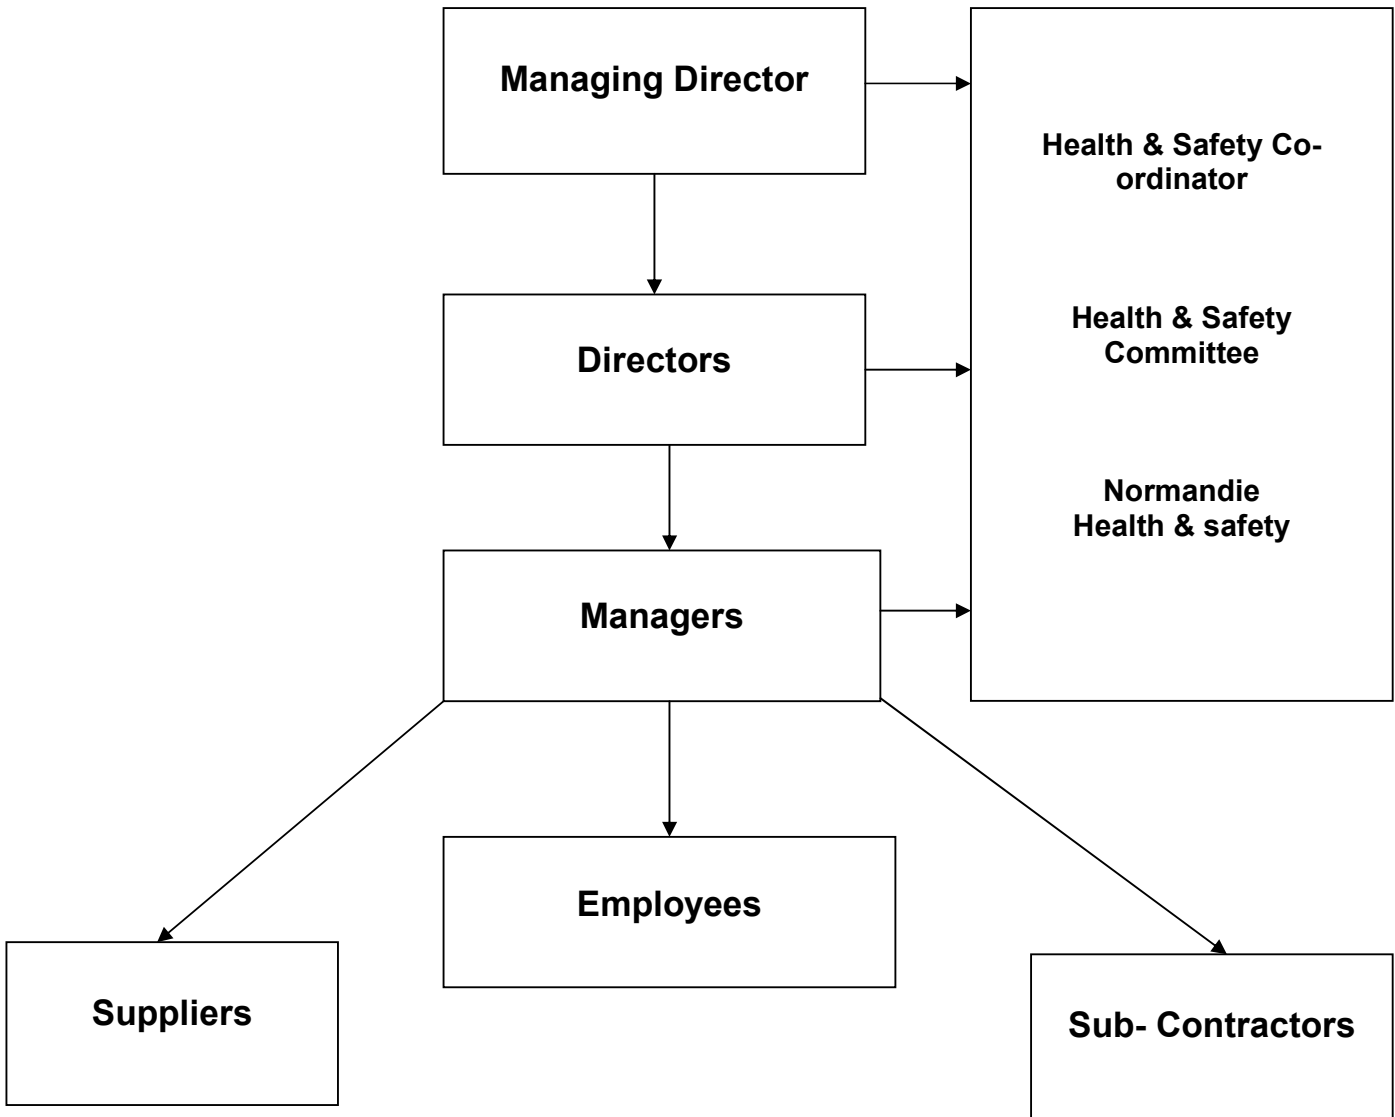 Managing Director
Health & Safety Co-
ordinator
Health & Safety
Committee
Directors
Normandie
Health & safety
Managers
Employees
Suppliers
Sub- Contractors